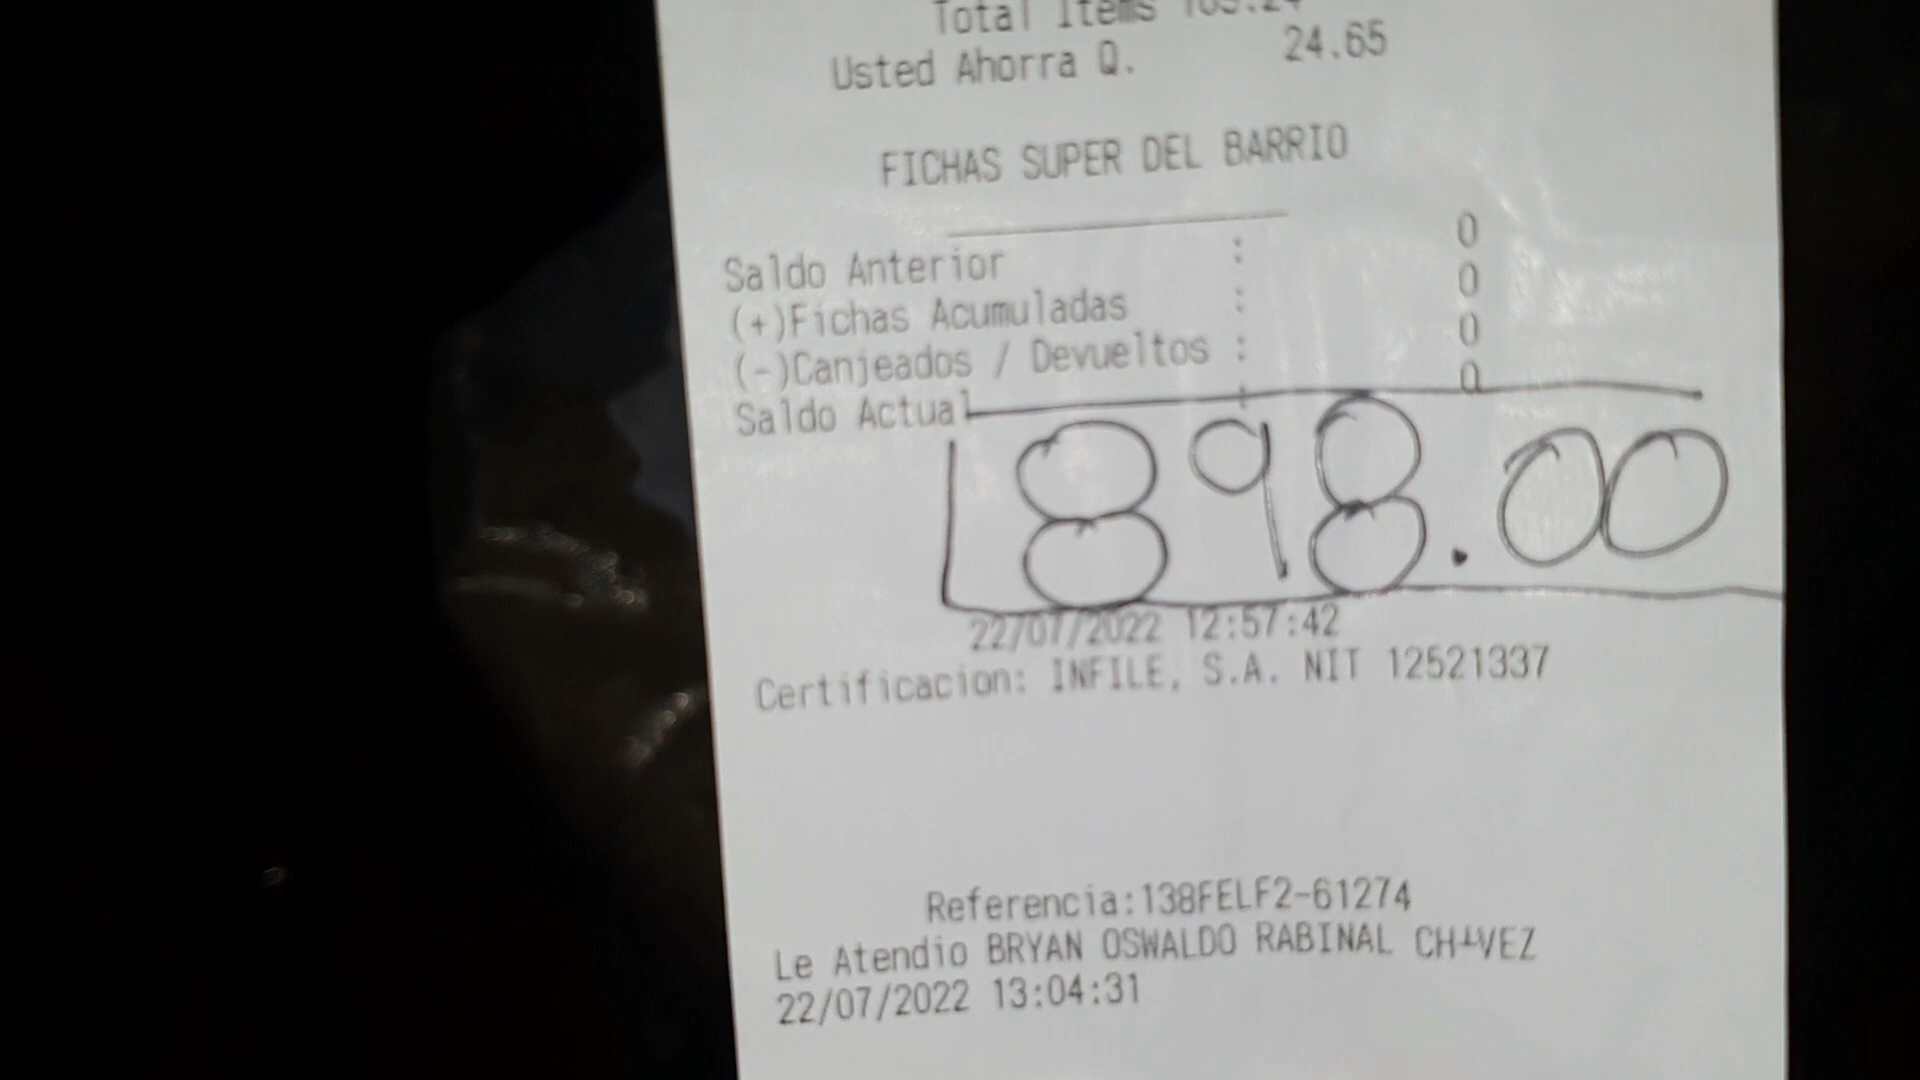 Total Items
Usted Ahorra Q. 24.65
FICHAS SUPER DEL BARRIO
Saldo Anterior : 0
(+)Fichas Acumuladas : 0
(-)Canjeados / Devueltos : 0
Saldo Actual : 0
898.00
22/07/2022 12:57:42
Certificacion: INFILE, S.A. NIT 12521337
Referencia:138FELF2-61274
Le Atendio BRYAN OSWALDO RABINAL CH┴VEZ
22/07/2022 13:04:31